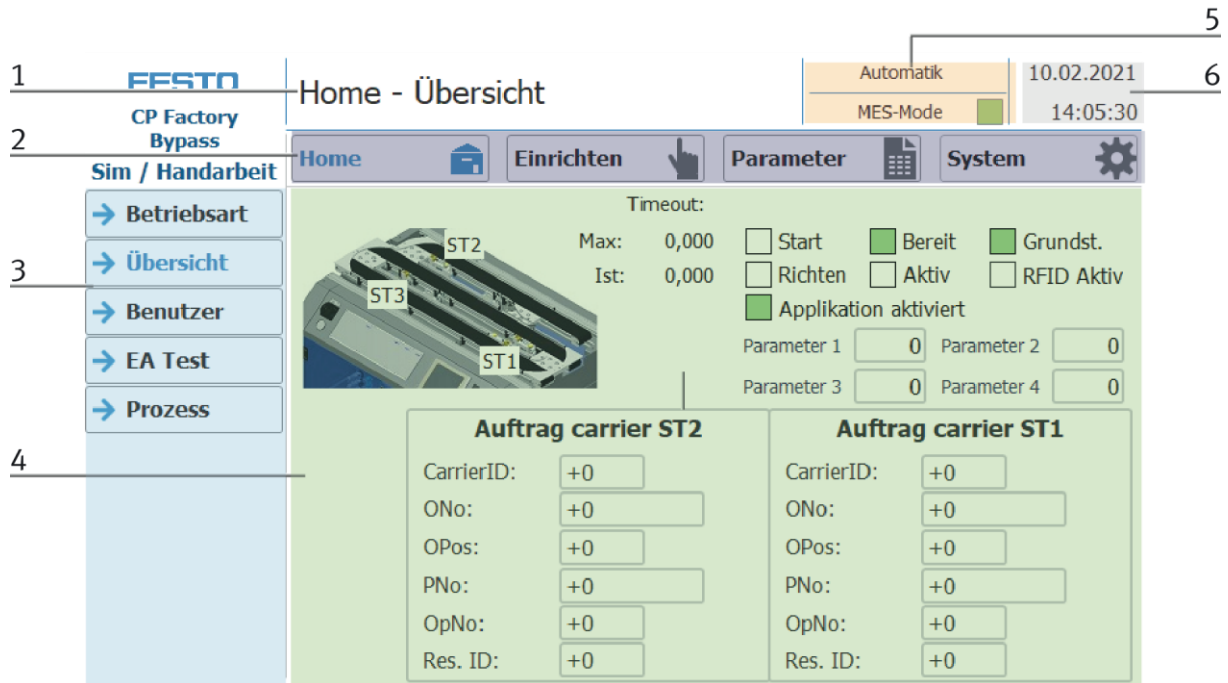 5
1
FESTO
Home - Übersicht
Automatik
10.02.2021
6
CP Factory
Bypass
MES-Mode
14:05:30
2
Sim / Handarbeit
Home
Einrichten
Parameter
System
Betriebsart
Übersicht
Benutzer
EA Test
Prozess
3
4
Timeout:
Max: 0,000
Ist: 0,000
ST2
ST3
ST1
Start
Bereit
Grundst.
Richten
Aktiv
RFID Aktiv
Applikation aktiviert
Parameter 1 0 Parameter 2 0
Parameter 3 0 Parameter 4 0
Auftrag carrier ST2
CarrierID: +0
ONo: +0
OPos: +0
PNo: +0
OpNo: +0
Res. ID: +0
Auftrag carrier ST1
CarrierID: +0
ONo: +0
OPos: +0
PNo: +0
OpNo: +0
Res. ID: +0